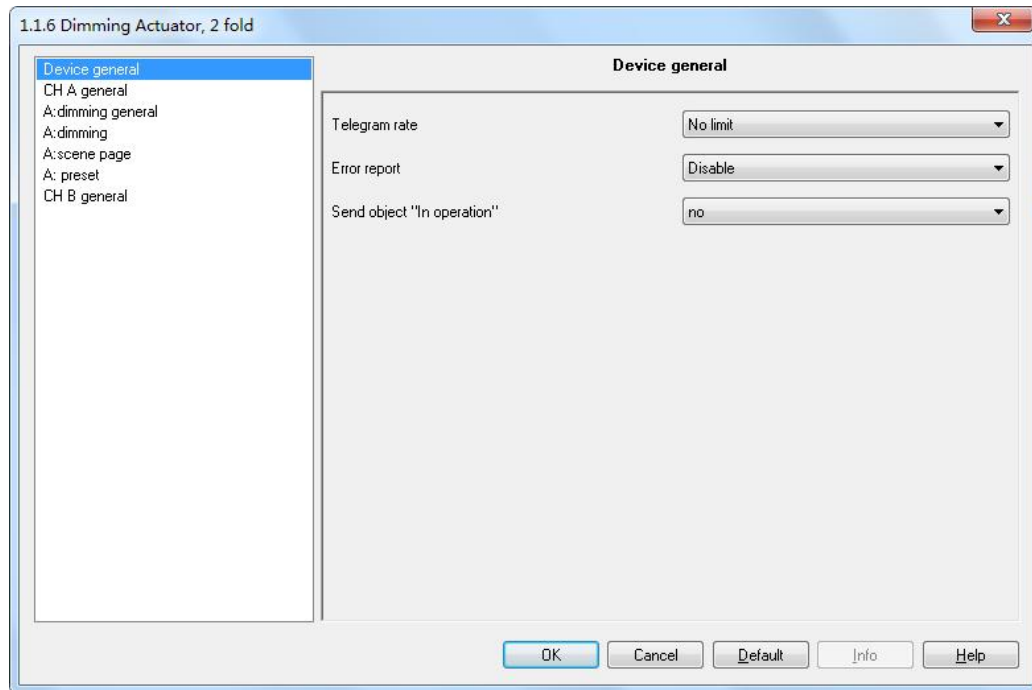 1.1.6 Dimming Actuator, 2 fold
Device general
CH A general
A:dimming general
A:dimming
A:scene page
A: preset
CH B general
Device general
Telegram rate
No limit
Error report
Disable
Send object "In operation"
no
OK
Cancel
Default
Info
Help